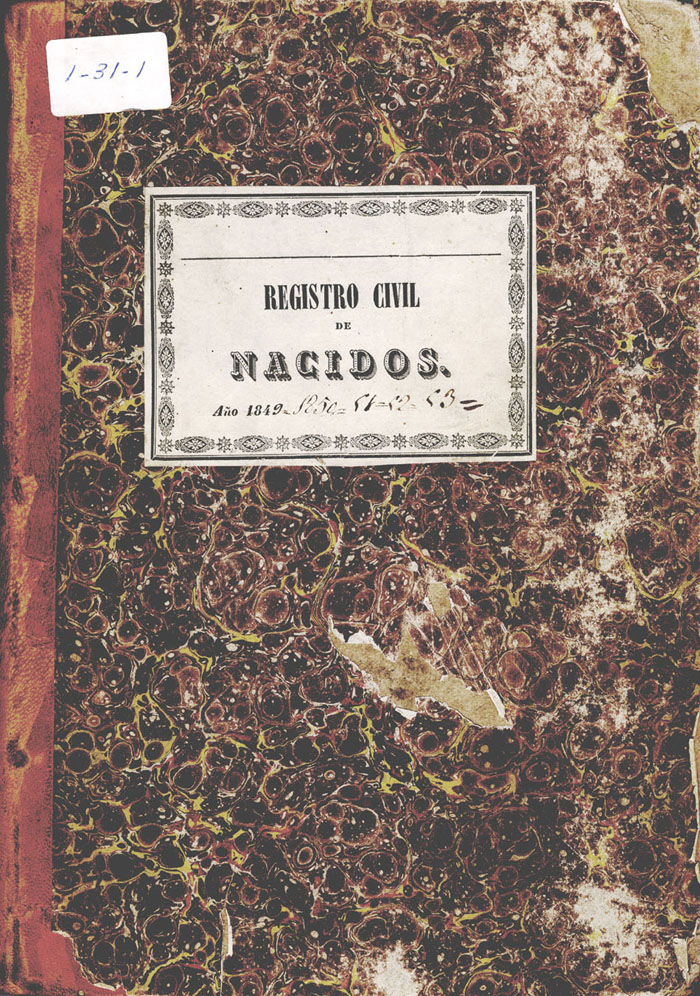 1-31-1
REGISTRO CIVIL
DE
NACIDOS.
Año 1849=1850=51=52=53=